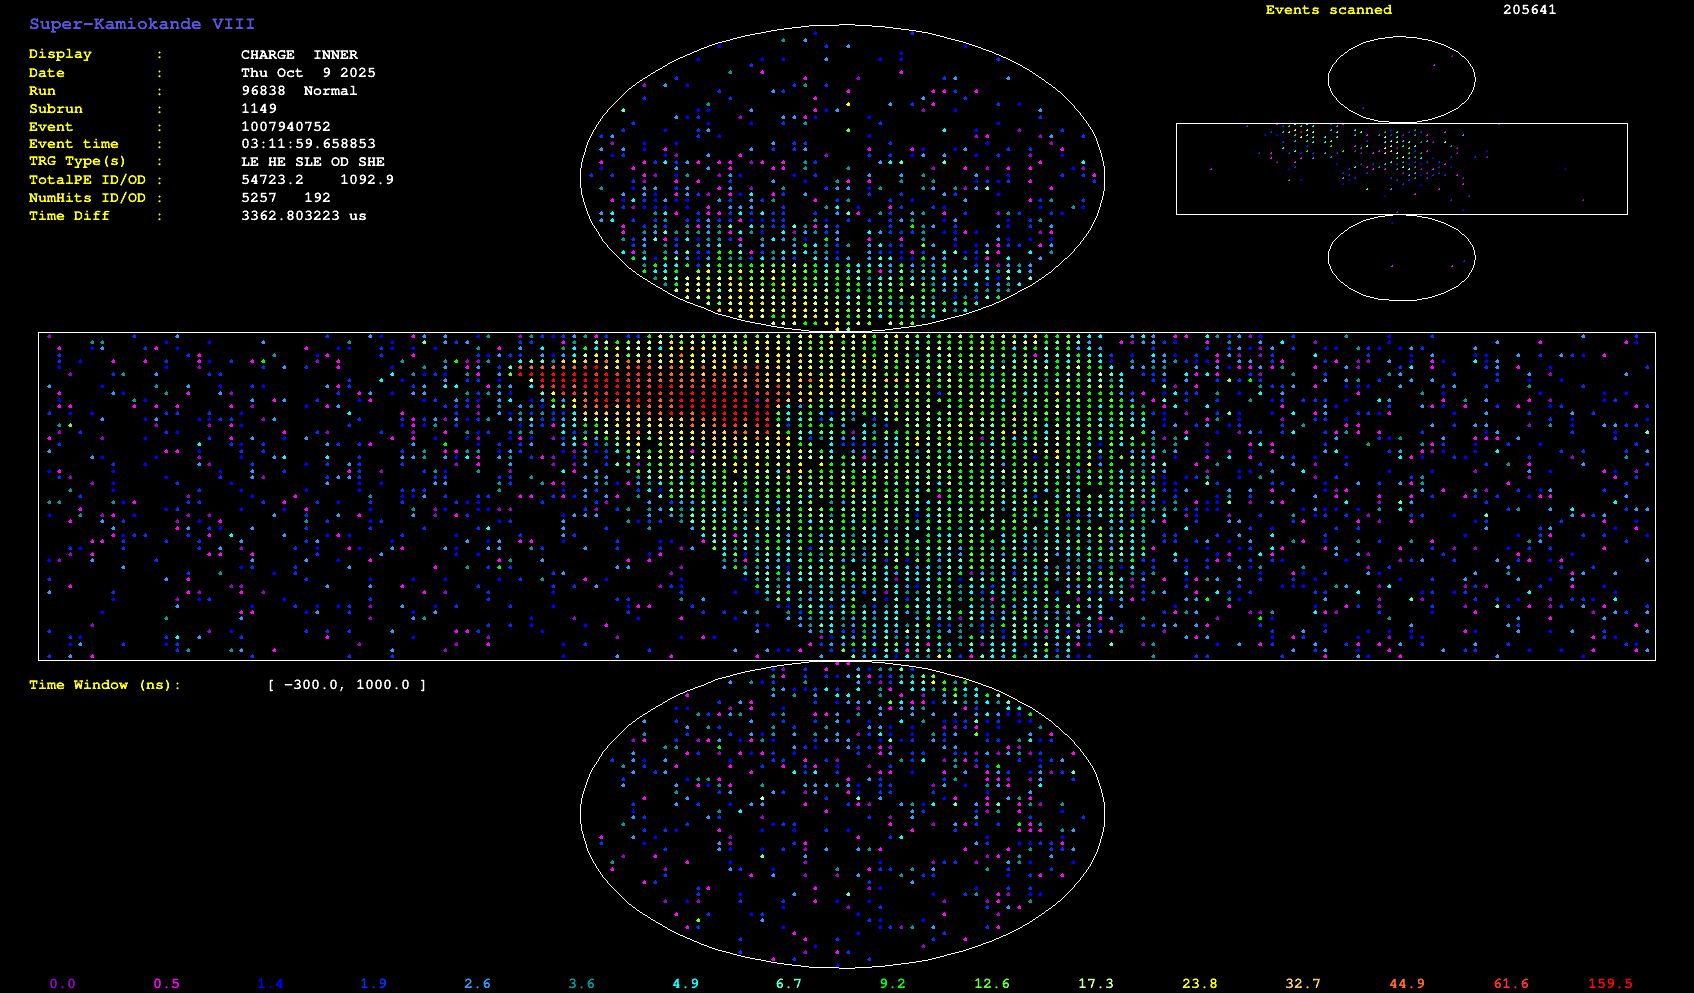 Super-Kamiokande VIII
Events scanned 205641
Display : CHARGE INNER
Date : Thu Oct 9 2025
Run : 96838 Normal
Subrun : 1149
Event : 1007940752
Event time : 03:11:59.658853
TRG Type(s) : LE HE SLE OD SHE
TotalPE ID/OD : 54723.2 1092.9
NumHits ID/OD : 5257 192
Time Diff : 3362.803223 us
Time Window (ns): [ -300.0, 1000.0 ]
0.0 0.5 1.4 1.9 2.6 3.6 4.9 6.7 9.2 12.6 17.3 23.8 32.7 44.9 61.6 159.5